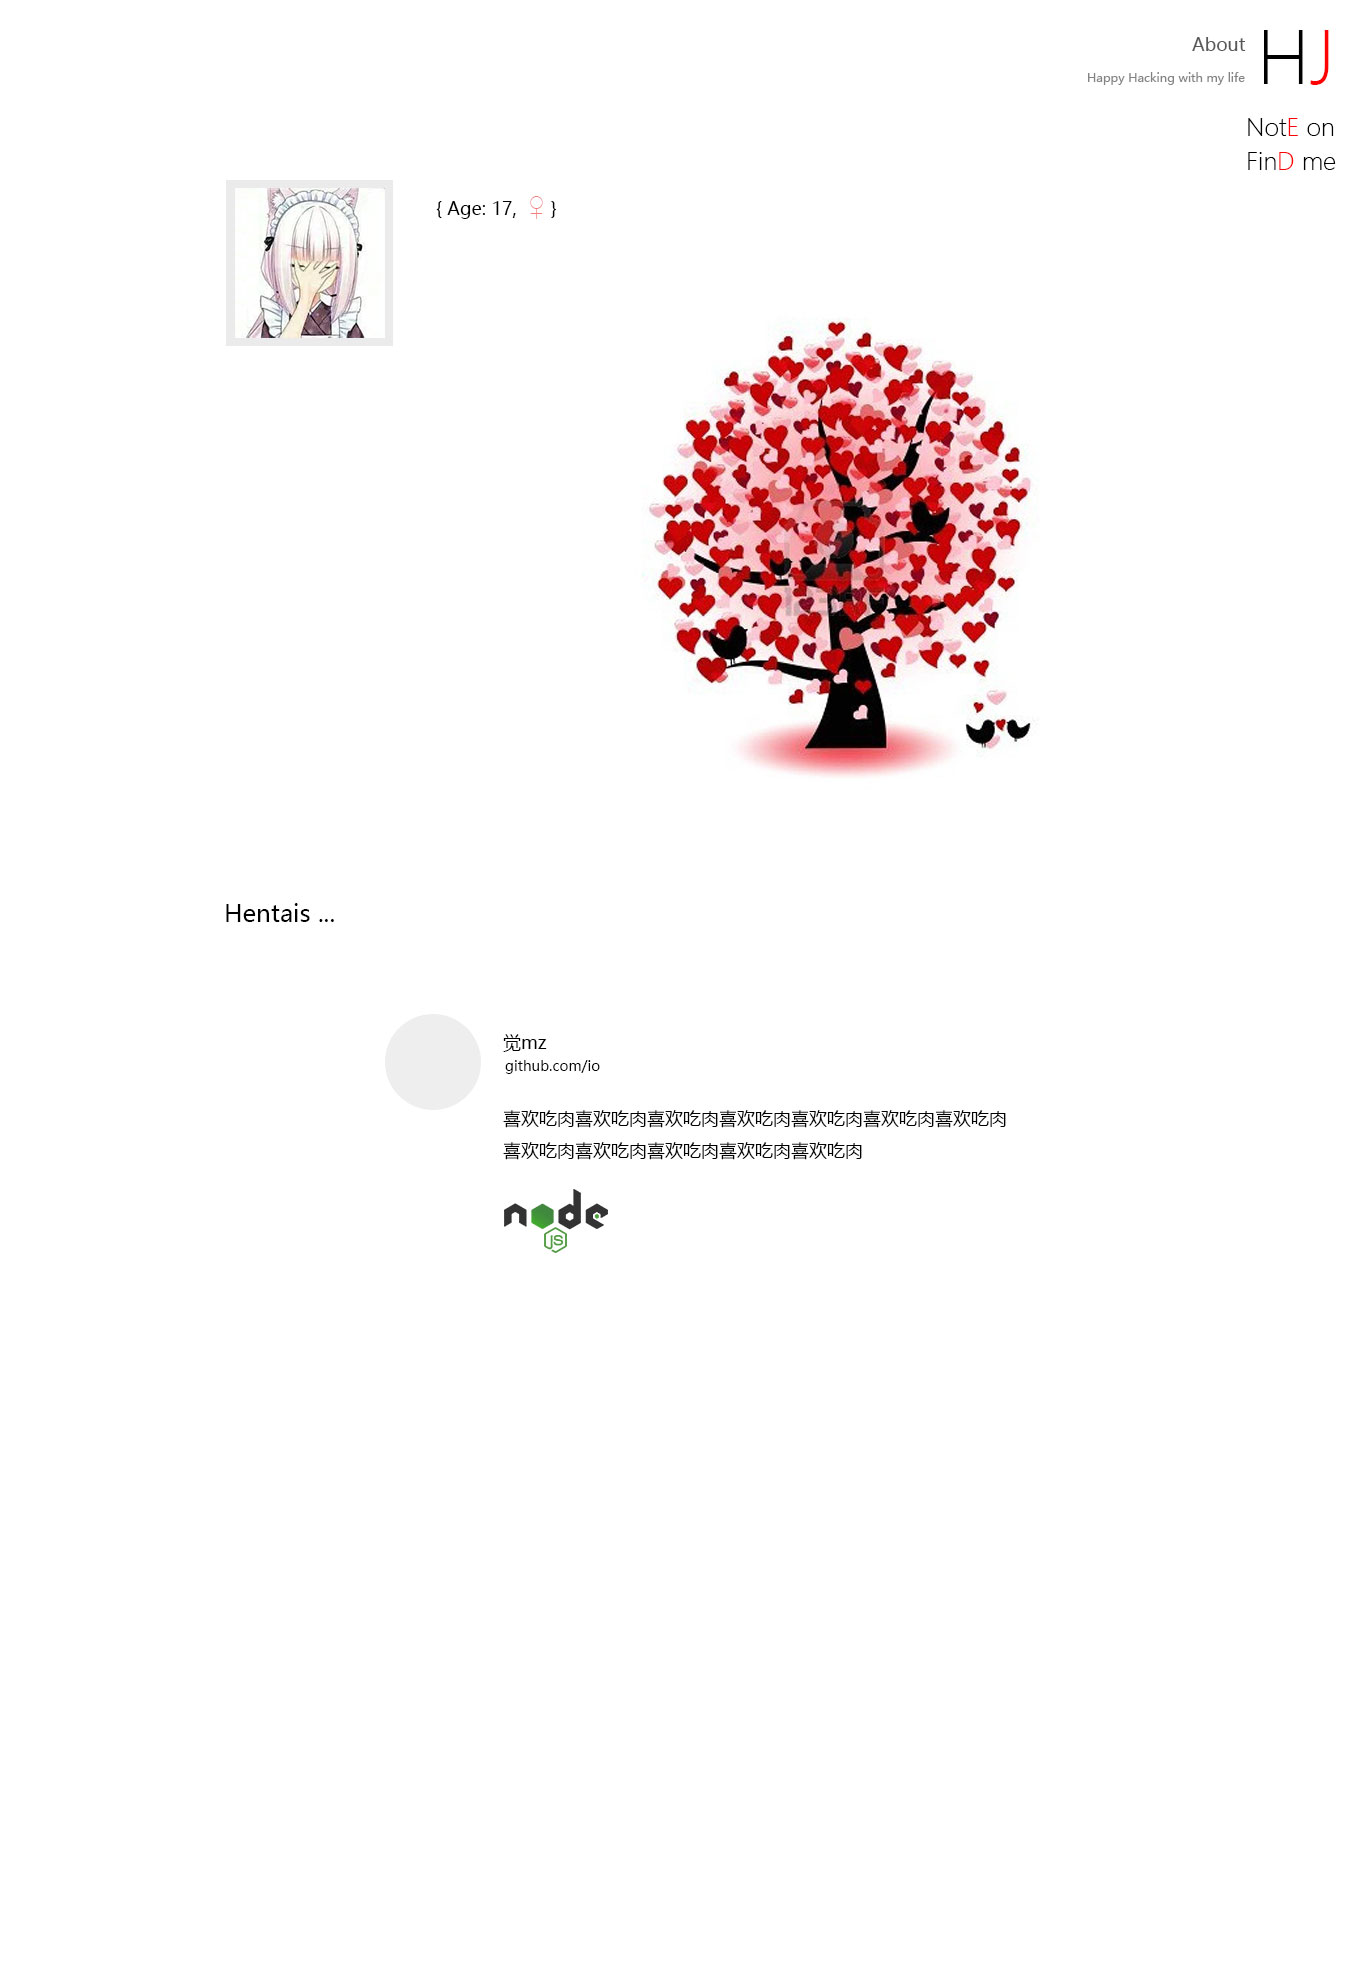 About
HJ
Happy Hacking with my life
NotE on
FinD me
{ Age: 17, ♀ }
Hentais ...
觉mz
github.com/io
喜欢吃肉喜欢吃肉喜欢吃肉喜欢吃肉喜欢吃肉喜欢吃肉喜欢吃肉
喜欢吃肉喜欢吃肉喜欢吃肉喜欢吃肉喜欢吃肉
node
JS